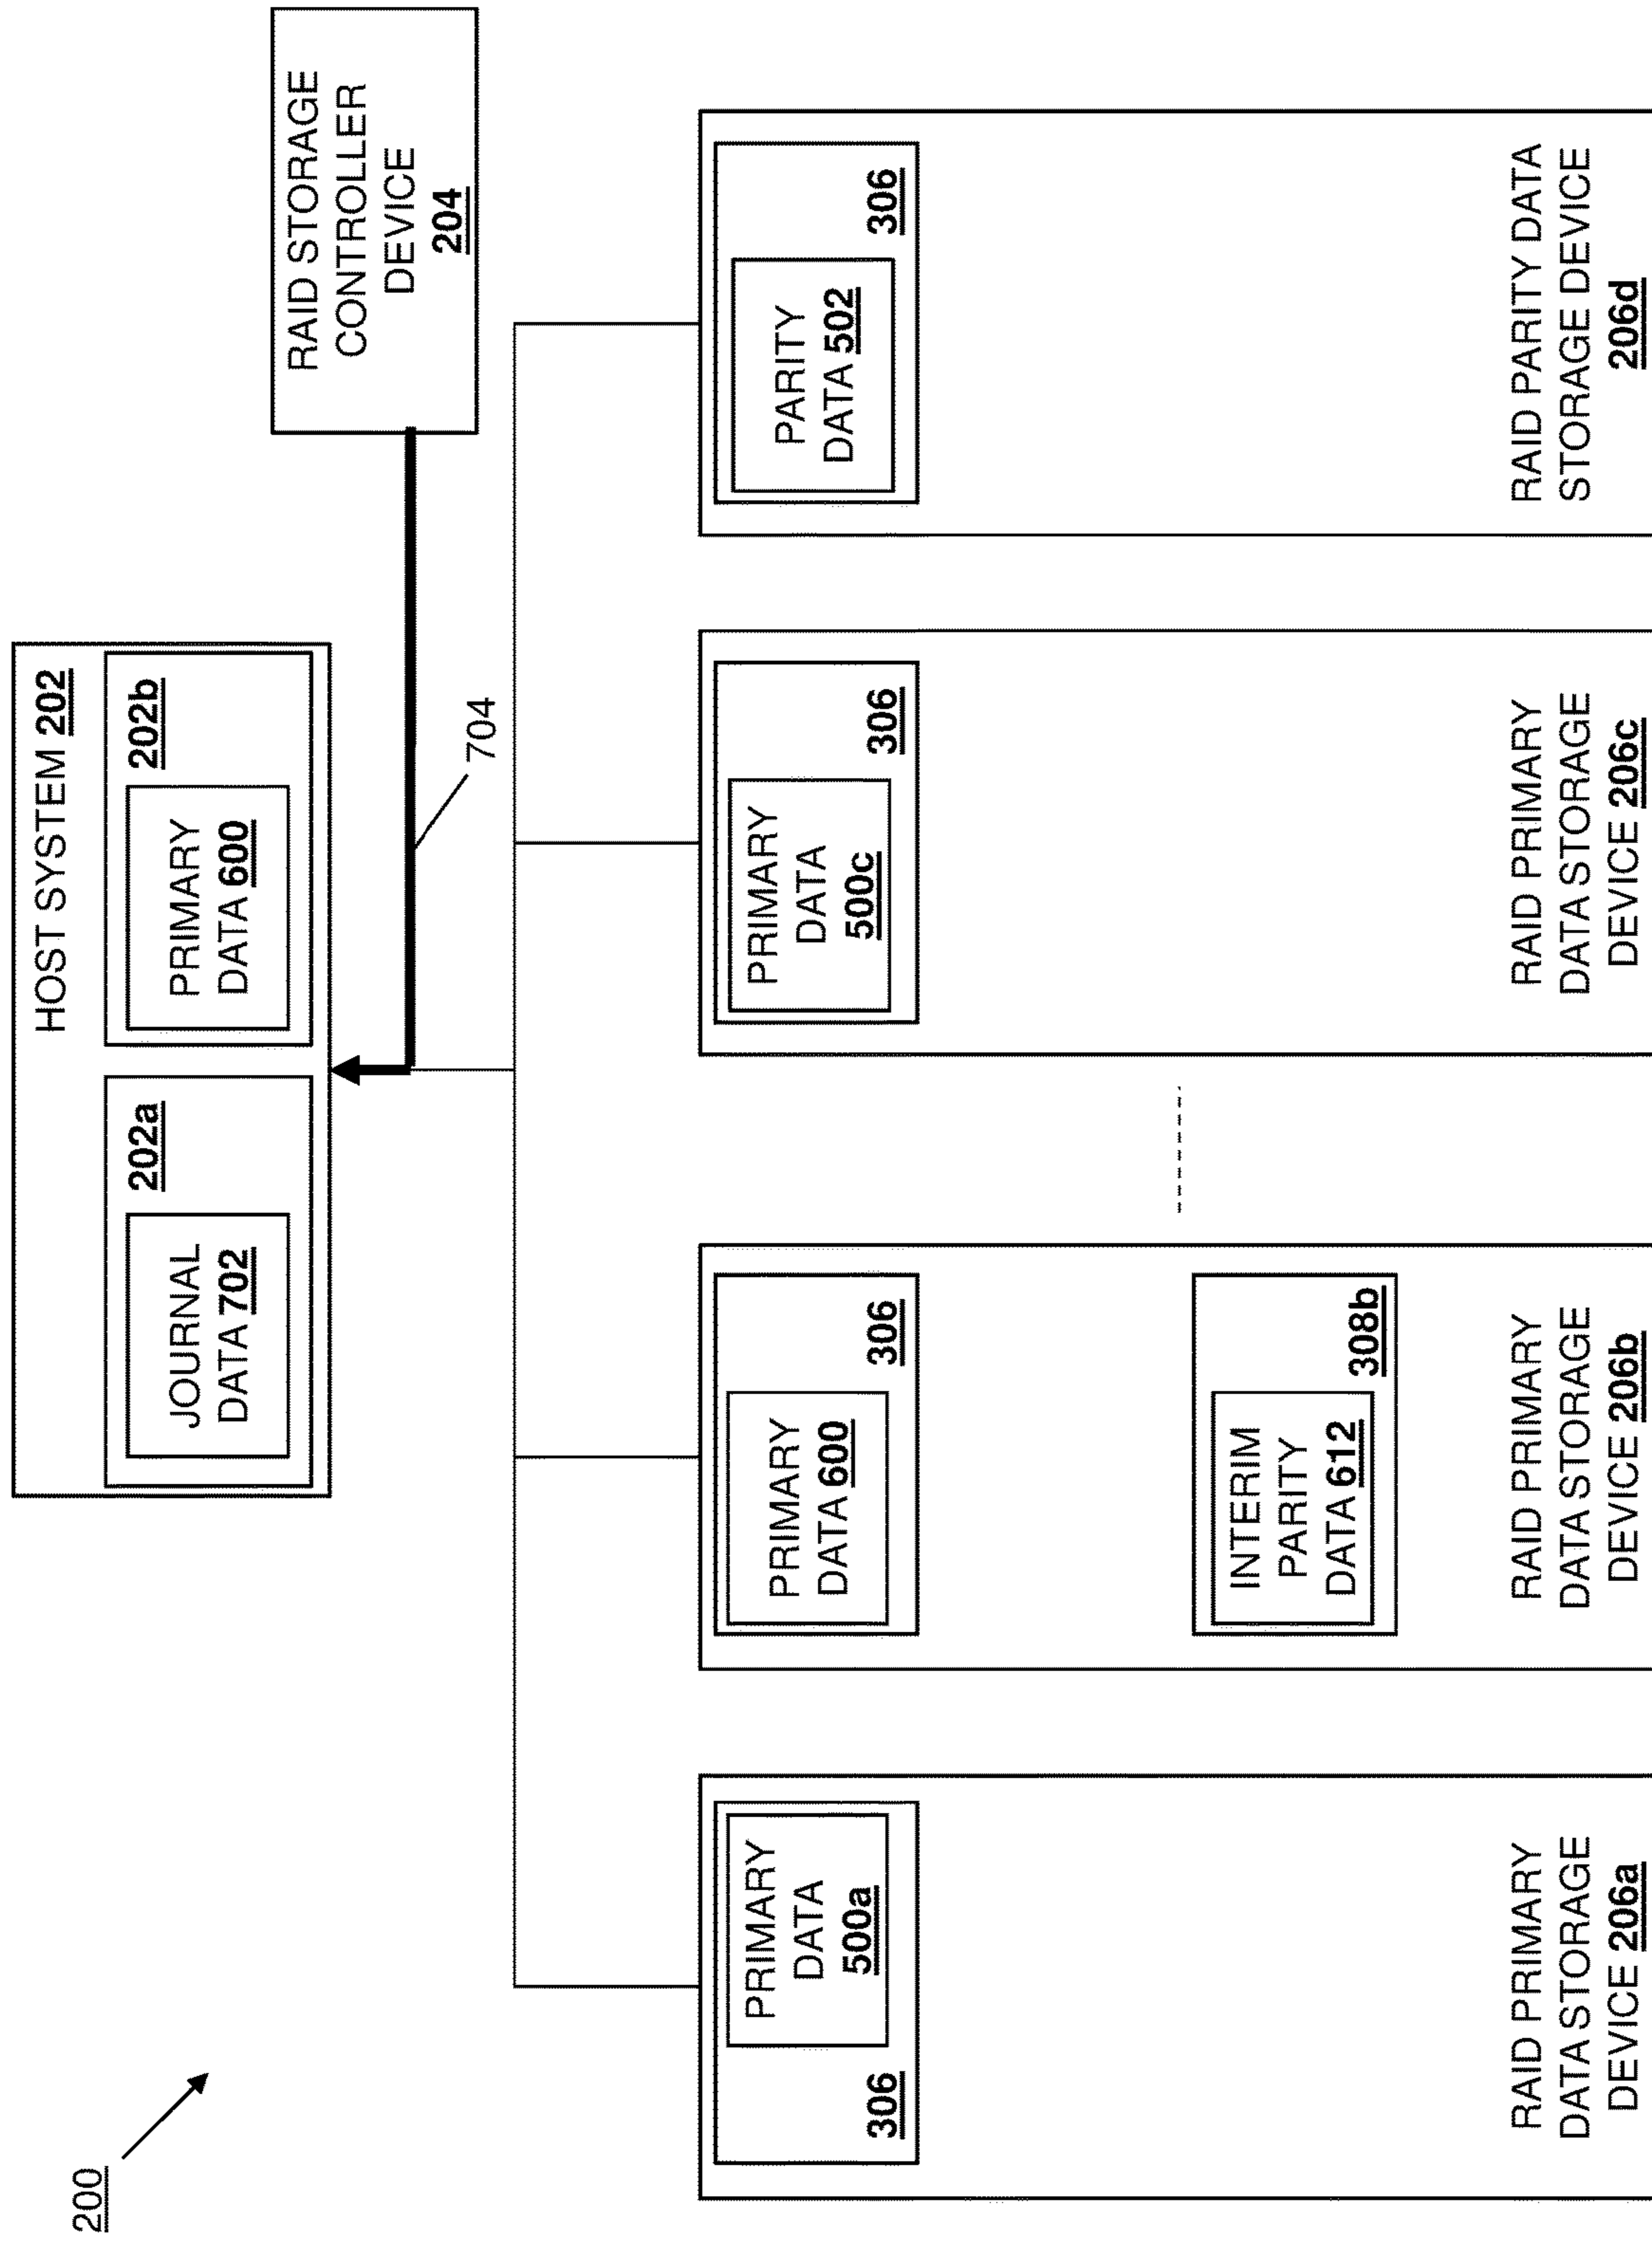 200
HOST SYSTEM 202
202a
JOURNAL
DATA 702
202b
PRIMARY
DATA 600
RAID STORAGE
CONTROLLER
DEVICE
204
704
PRIMARY
DATA
500a
306
RAID PRIMARY
DATA STORAGE
DEVICE 206a
PRIMARY
DATA 600
306
INTERIM
PARITY
DATA 612
308b
RAID PRIMARY
DATA STORAGE
DEVICE 206b
PRIMARY
DATA
500c
306
RAID PRIMARY
DATA STORAGE
DEVICE 206c
PARITY
DATA 502
306
RAID PARITY DATA
STORAGE DEVICE
206d